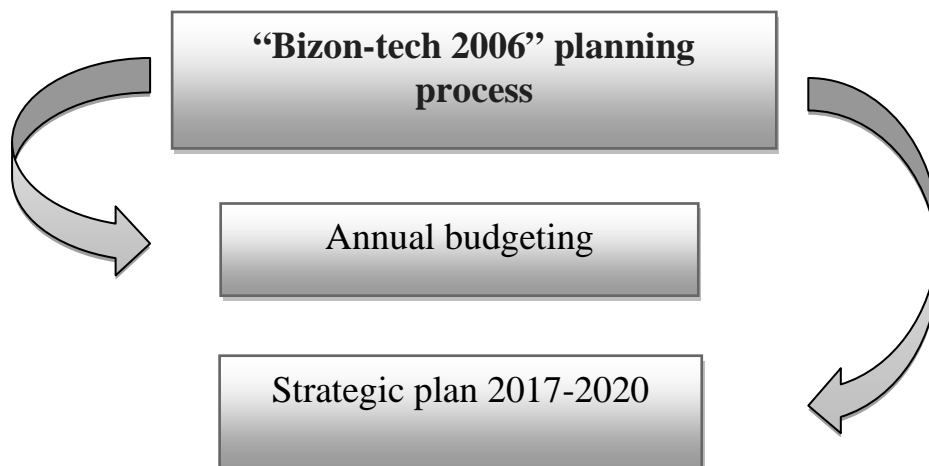 “Bizon-tech 2006” planning
process
Annual budgeting
Strategic plan 2017-2020